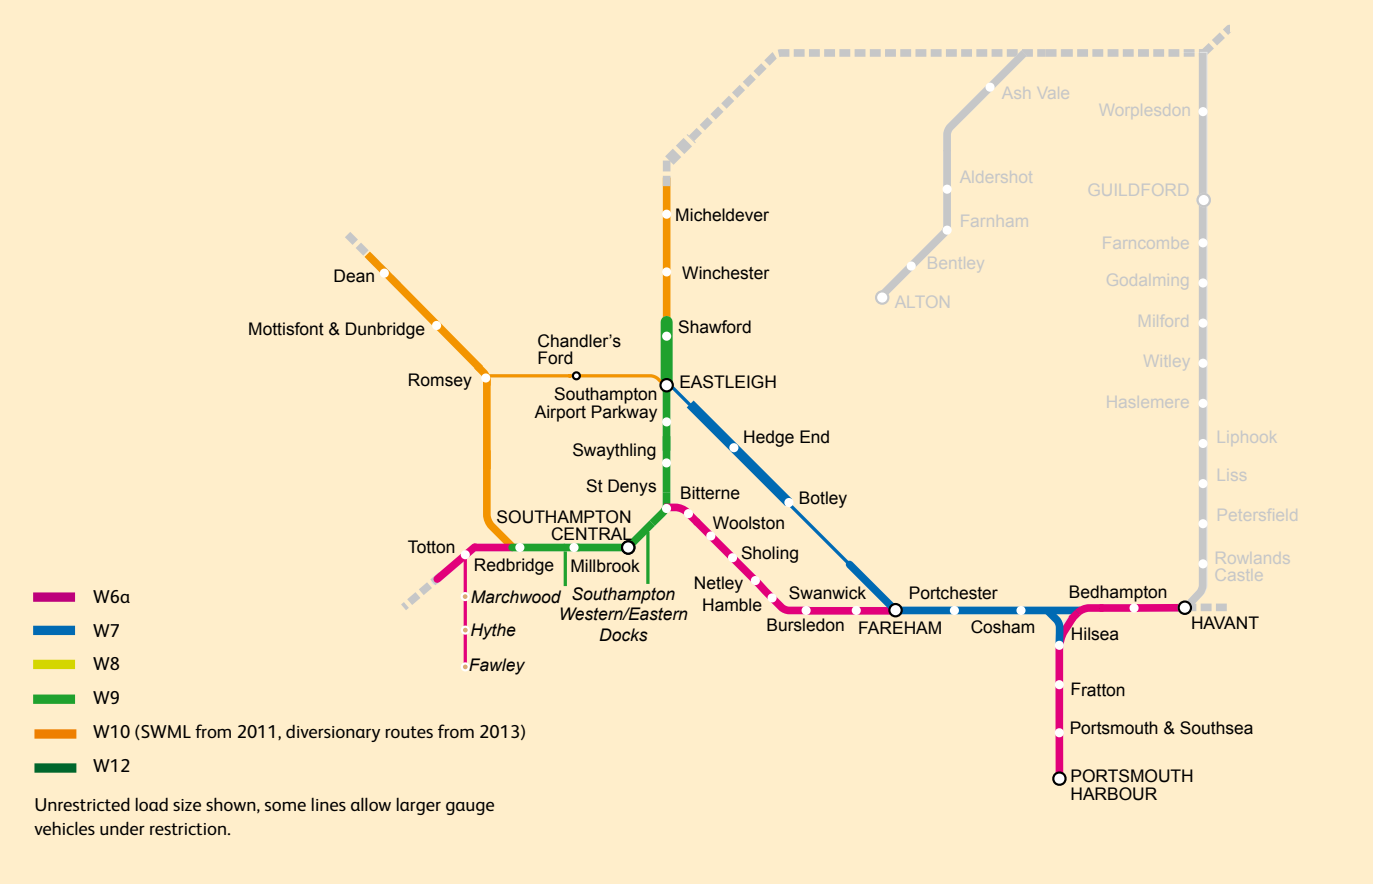 Ash Vale
Worplesdon
Aldershot
GUILDFORD
Micheldever
Farnham
Farncombe
Dean
Winchester
Bentley
Godalming
ALTON
Mottisfont & Dunbridge
Chandler's
Ford
Shawford
Milford
Romsey
EASTLEIGH
Witley
Southampton
Airport Parkway
Haslemere
Hedge End
Liphook
Swaythling
Liss
St Denys
Bitterne
Botley
SOUTHAMPTON
CENTRAL
Woolston
Petersfield
Totton
Redbridge
Millbrook
Sholing
Rowlands
Castle
Marchwood
Southampton
Western/Eastern
Docks
Netley
Hamble
Swanwick
Portchester
Bedhampton
Bursledon
FAREHAM
Cosham
Hilsea
HAVANT
Hythe
Fawley
Fratton
Portsmouth & Southsea
PORTSMOUTH
HARBOUR
W6a
W7
W8
W9
W10 (SWML from 2011, diversionary routes from 2013)
W12
Unrestricted load size shown, some lines allow larger gauge
vehicles under restriction.